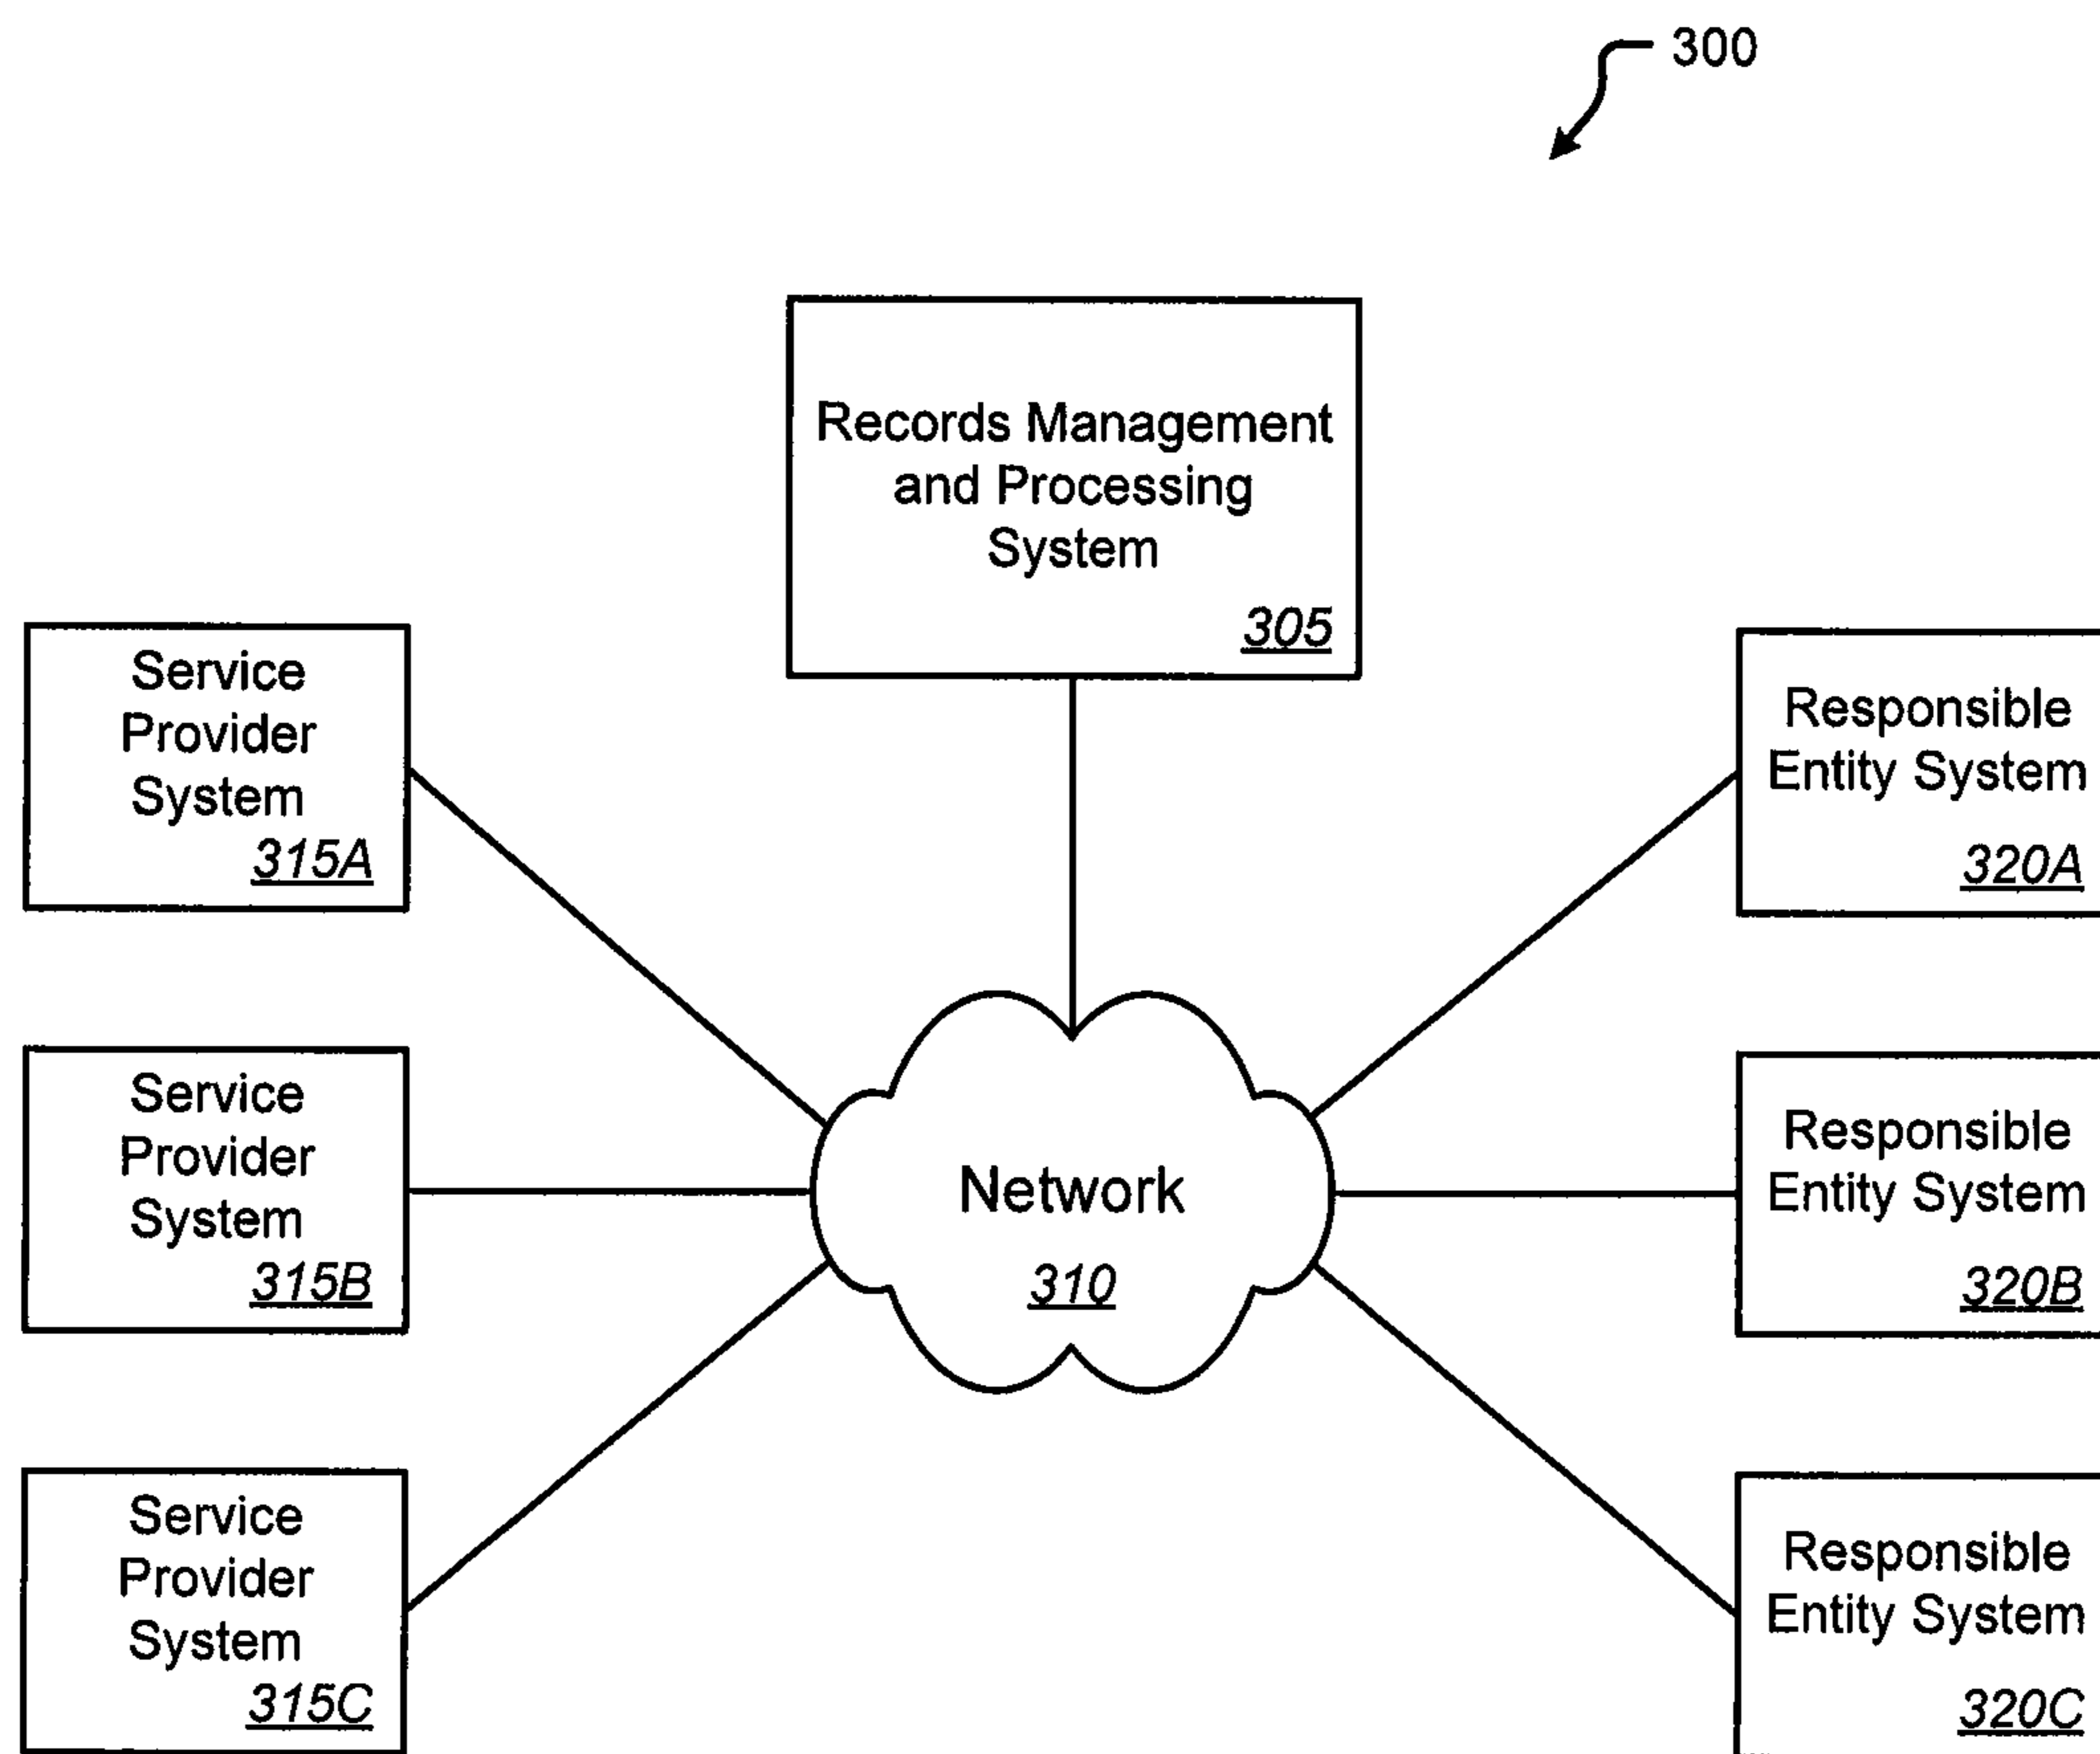 300
Records Management
and Processing
System
305
Service
Provider
System
315A
Responsible
Entity System
320A
Service
Provider
System
315B
Network
310
Responsible
Entity System
320B
Service
Provider
System
315C
Responsible
Entity System
320C